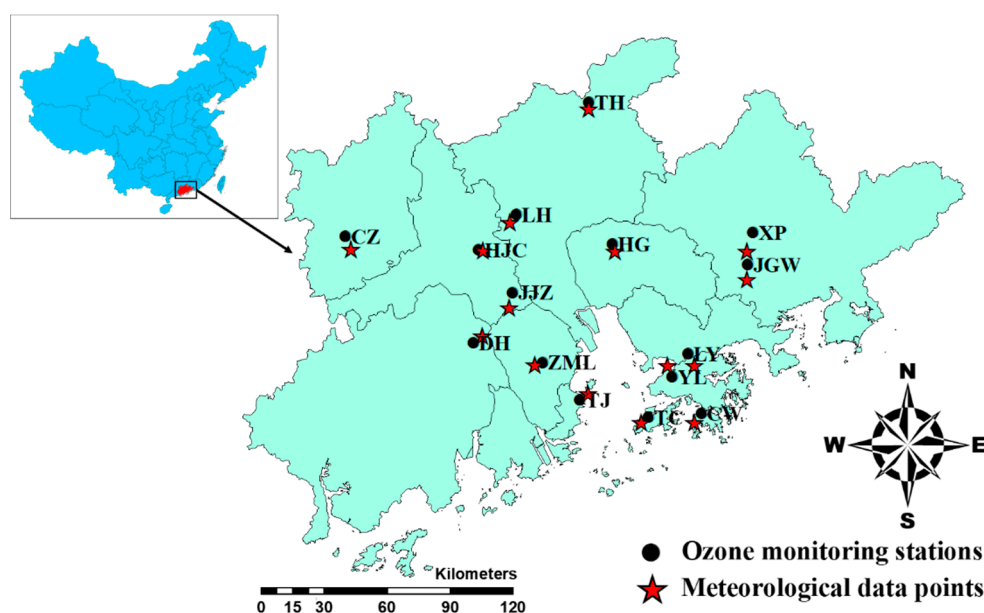 TH
LH
CZ
HJC
HG
XP
JGW
JJZ
DH
ZML
LY
YL
TJ
TC
CW
N
W
E
S
Ozone monitoring stations
Meteorological data points
Kilometers
0 15 30 60 90 120